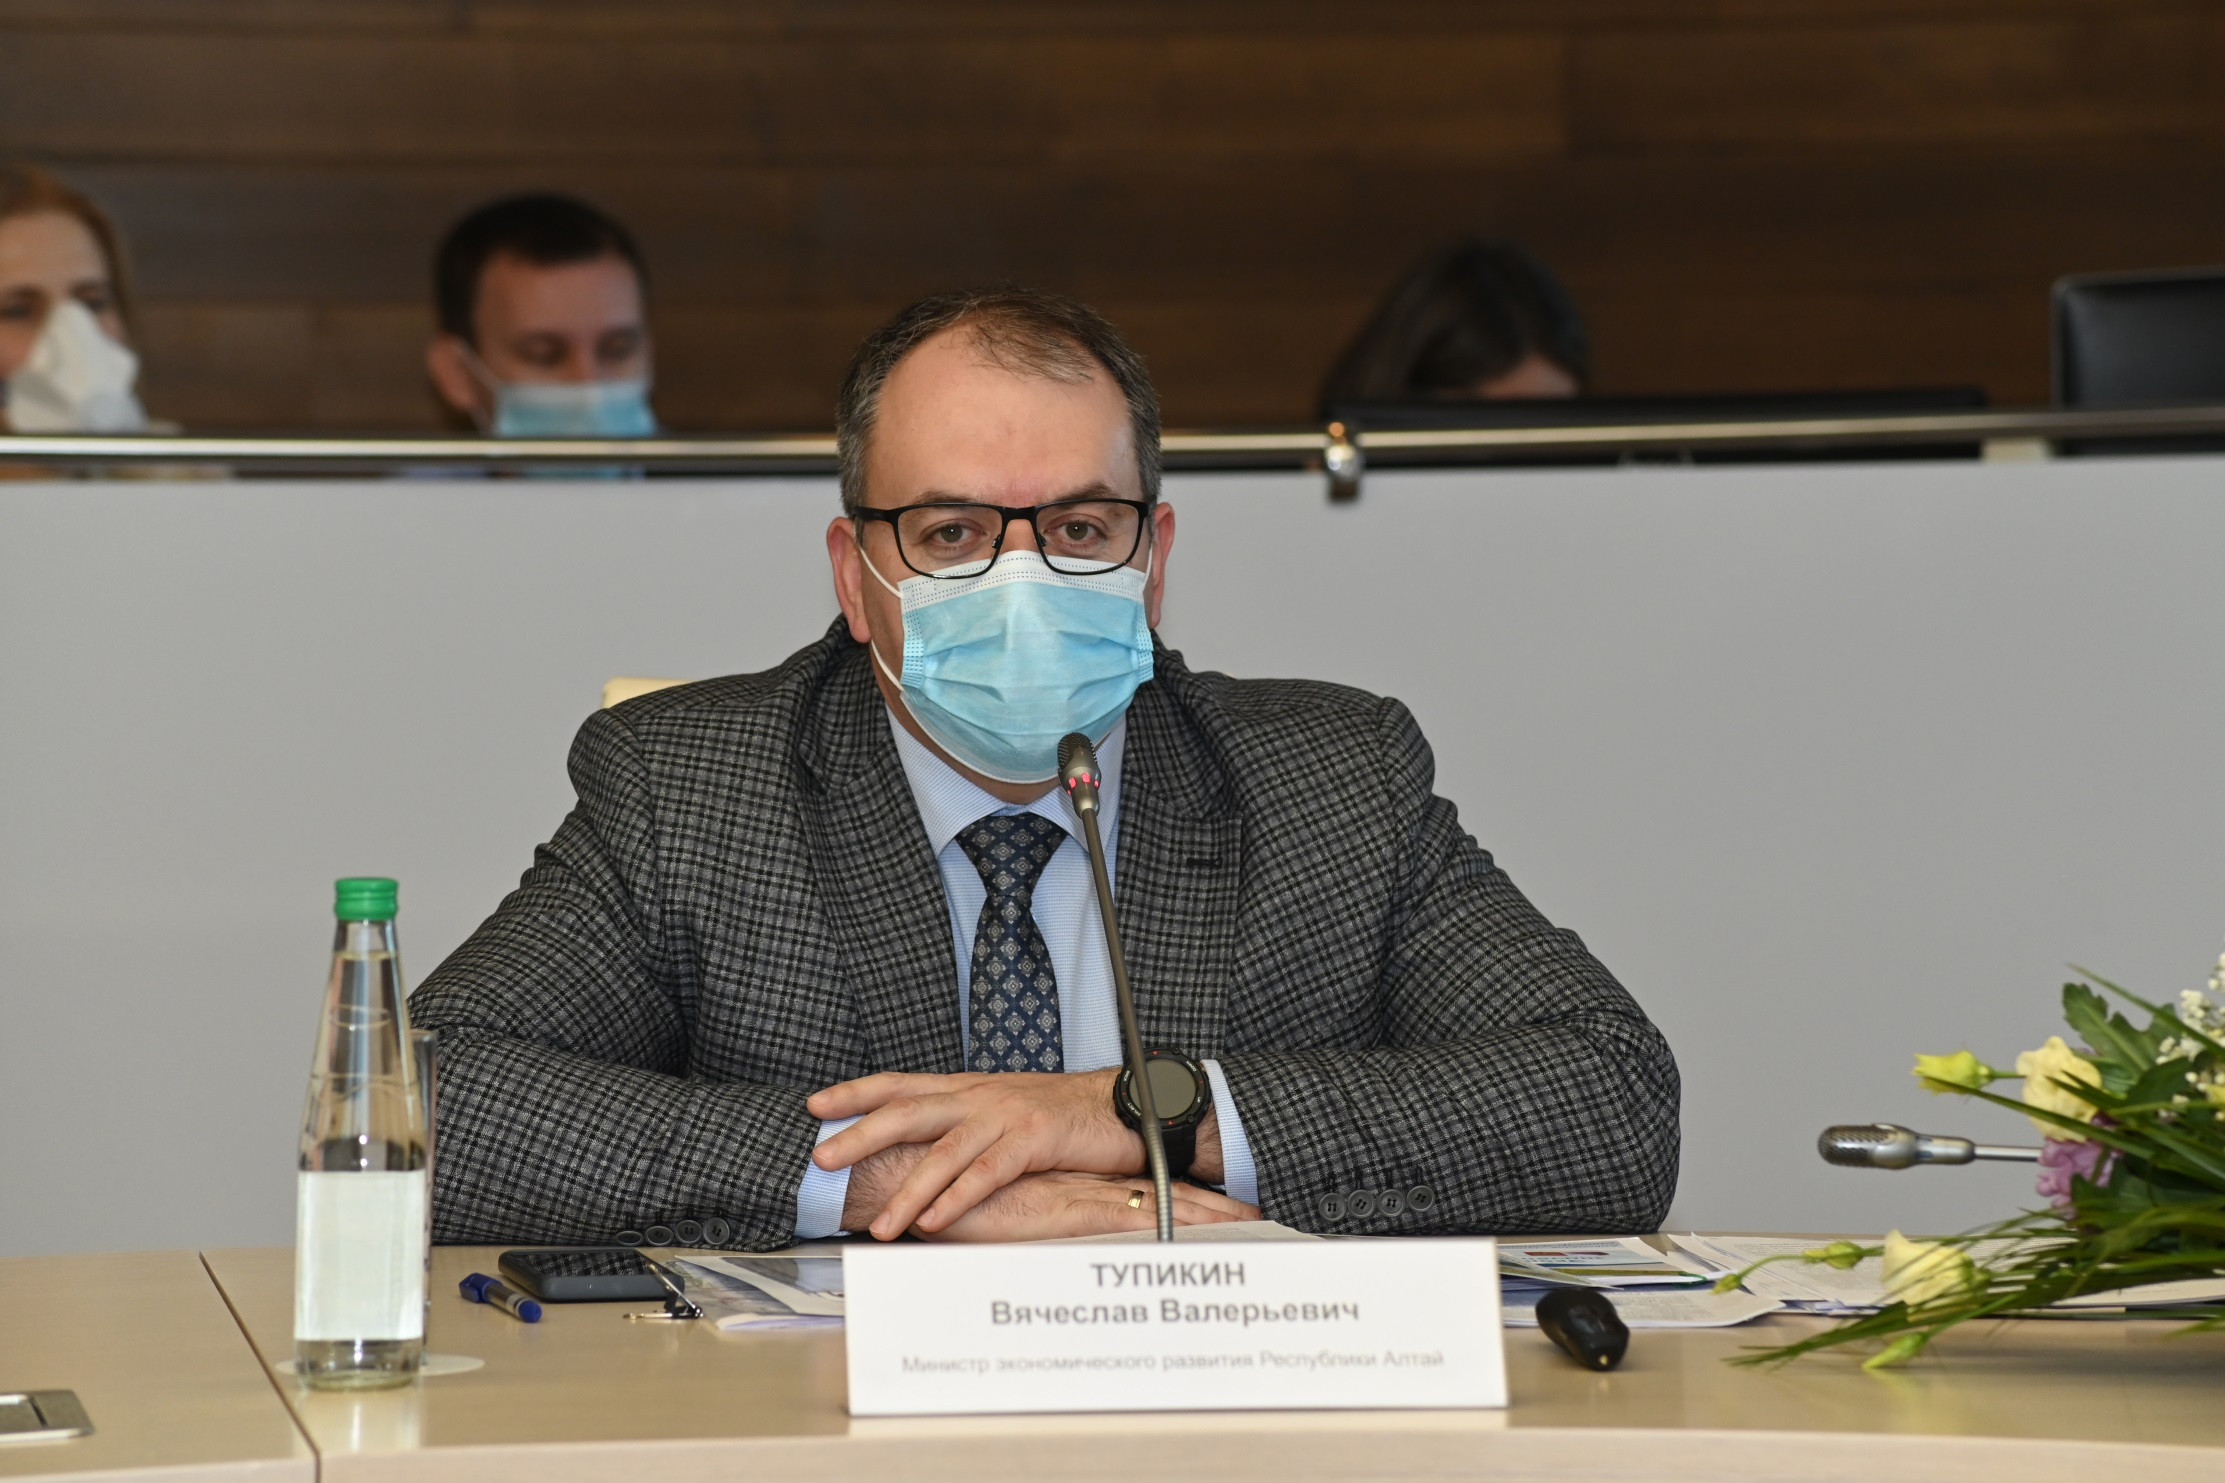 ТУПИКИН
Вячеслав Валерьевич
Министр экономического развития Республики Алтай